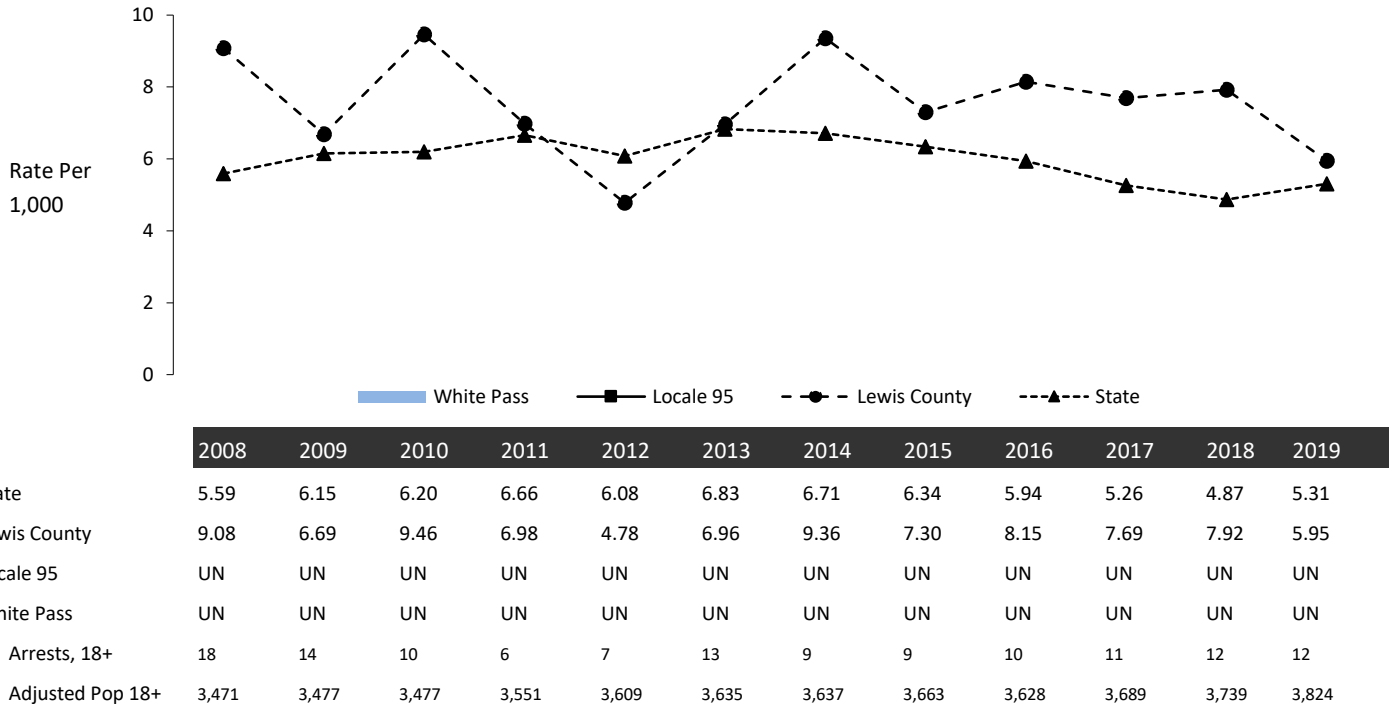 10
8
6
4
2
0
Rate Per
1,000
White Pass Locale 95 Lewis County State
2008 2009 2010 2011 2012 2013 2014 2015 2016 2017 2018 2019
ate 5.59 6.15 6.20 6.66 6.08 6.83 6.71 6.34 5.94 5.26 4.87 5.31
wis County 9.08 6.69 9.46 6.98 4.78 6.96 9.36 7.30 8.15 7.69 7.92 5.95
cale 95 UN UN UN UN UN UN UN UN UN UN UN UN
hite Pass UN UN UN UN UN UN UN UN UN UN UN UN
Arrests, 18+ 18 14 10 6 7 13 9 9 10 11 12 12
Adjusted Pop 18+ 3,471 3,477 3,477 3,551 3,609 3,635 3,637 3,663 3,628 3,689 3,739 3,824